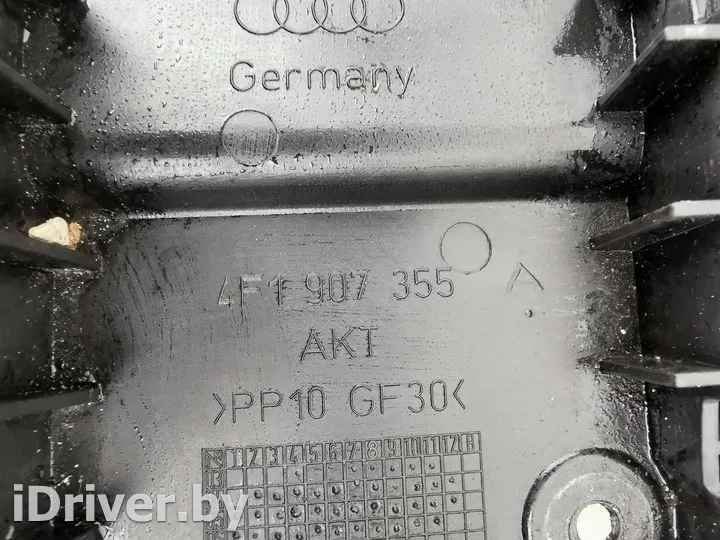 Germany
4F1 907 355 A
AKT
>PP10 GF30<
N 1 2 3 4 5 6 7 8 9 10 11 12 B
13
iDriver.by